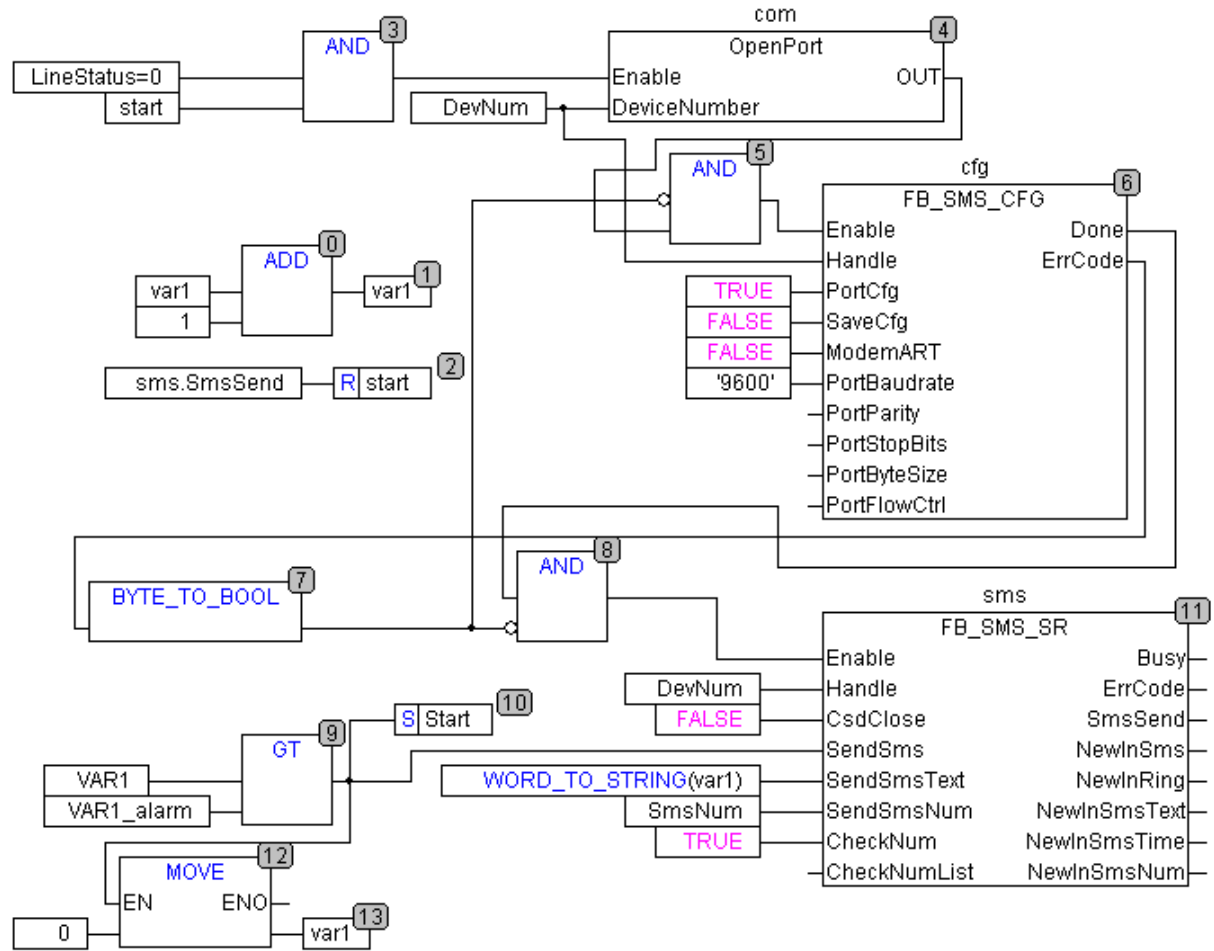 com
3
AND
LineStatus=0
start
4
OpenPort
Enable
OUT
DevNum
DeviceNumber
5
AND
cfg
6
FB_SMS_CFG
Enable
Done
Handle
ErrCode
TRUE
PortCfg
FALSE
SaveCfg
FALSE
ModemART
'9600'
PortBaudrate
PortParity
PortStopBits
PortByteSize
PortFlowCtrl
0
ADD
var1
1
1
var1
2
sms.SmsSend
R start
8
AND
7
BYTE_TO_BOOL
sms
11
FB_SMS_SR
Enable
Busy
DevNum
Handle
ErrCode
FALSE
CsdClose
SmsSend
SendSms
NewInSms
WORD_TO_STRING(var1)
SendSmsText
NewInRing
SmsNum
SendSmsNum
NewInSmsText
TRUE
CheckNum
NewInSmsTime
CheckNumList
NewInSmsNum
10
S Start
9
GT
VAR1
VAR1_alarm
12
MOVE
EN
ENO
0
13
var1